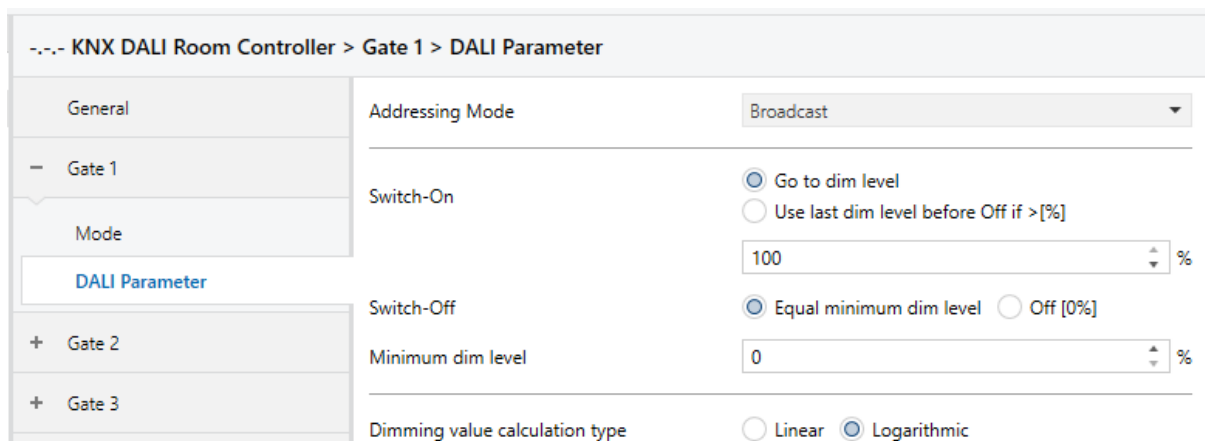 -.-.- KNX DALI Room Controller > Gate 1 > DALI Parameter
General
Addressing Mode Broadcast
Gate 1
Go to dim level
Switch-On
Use last dim level before Off if >[%]
Mode
100 %
DALI Parameter
Switch-Off Equal minimum dim level Off [0%]
Gate 2
Minimum dim level 0 %
Gate 3
Dimming value calculation type Linear Logarithmic